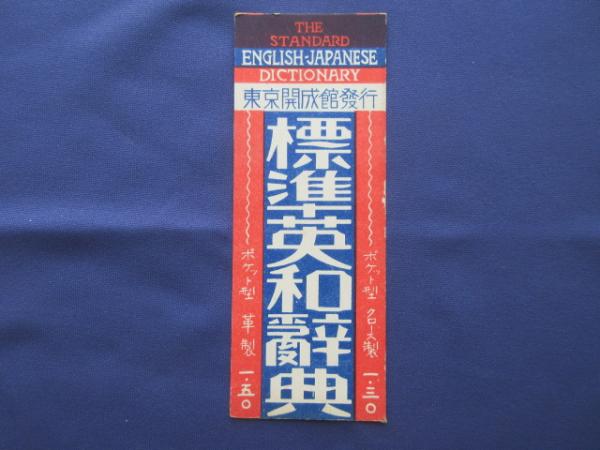 THE
STANDARD
ENGLISH-JAPANESE
DICTIONARY
東京開成館發行
標準英和辭典
ポケット型 クロース製 一・三〇
ポケット型 革製 一・五〇